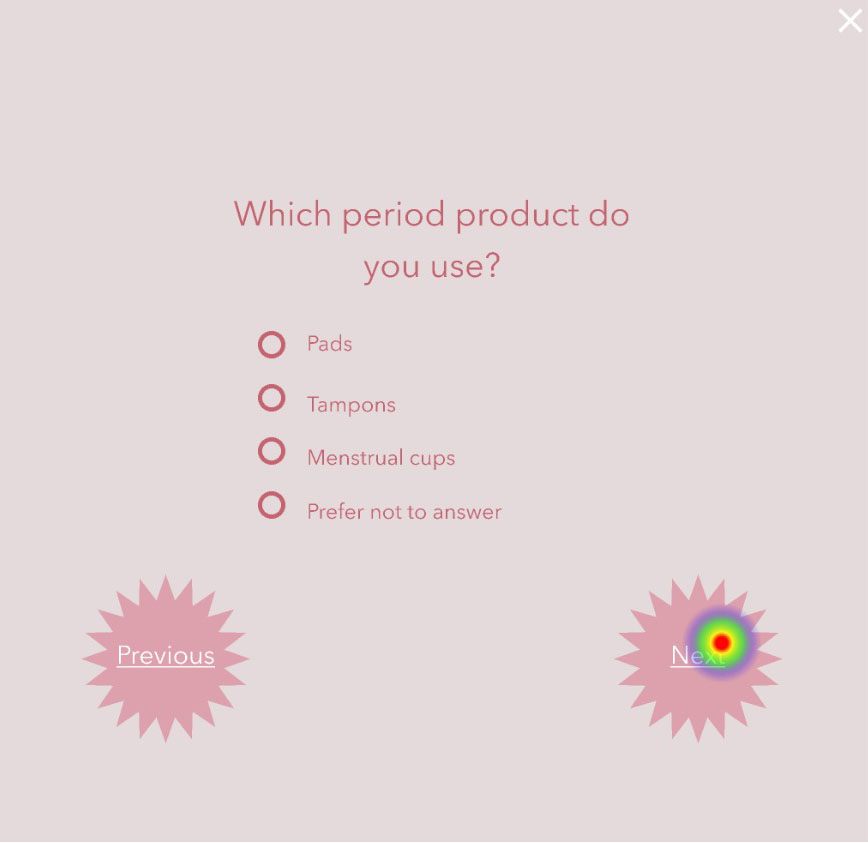 Which period product do
you use?
Pads
Tampons
Menstrual cups
Prefer not to answer
Previous
Next